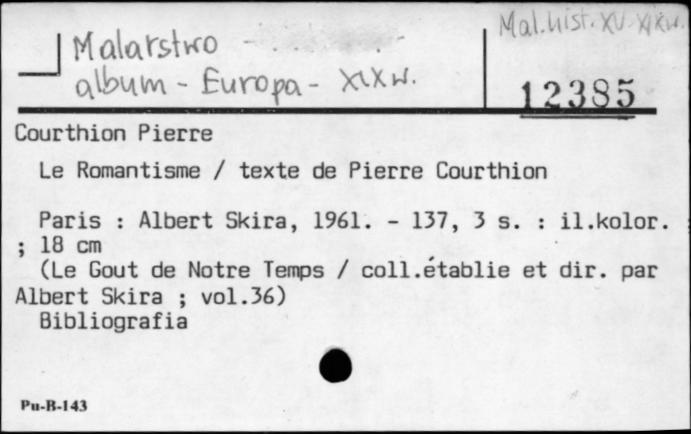 Mal.hist. XV-XIX w.
Malarstwo -
album - Europa - XIX w.
12385
Courthion Pierre
Le Romantisme / texte de Pierre Courthion
Paris : Albert Skira, 1961. - 137, 3 s. : il.kolor.
; 18 cm
(Le Gout de Notre Temps / coll.établie et dir. par
Albert Skira ; vol.36)
Bibliografia
Pu-B-143